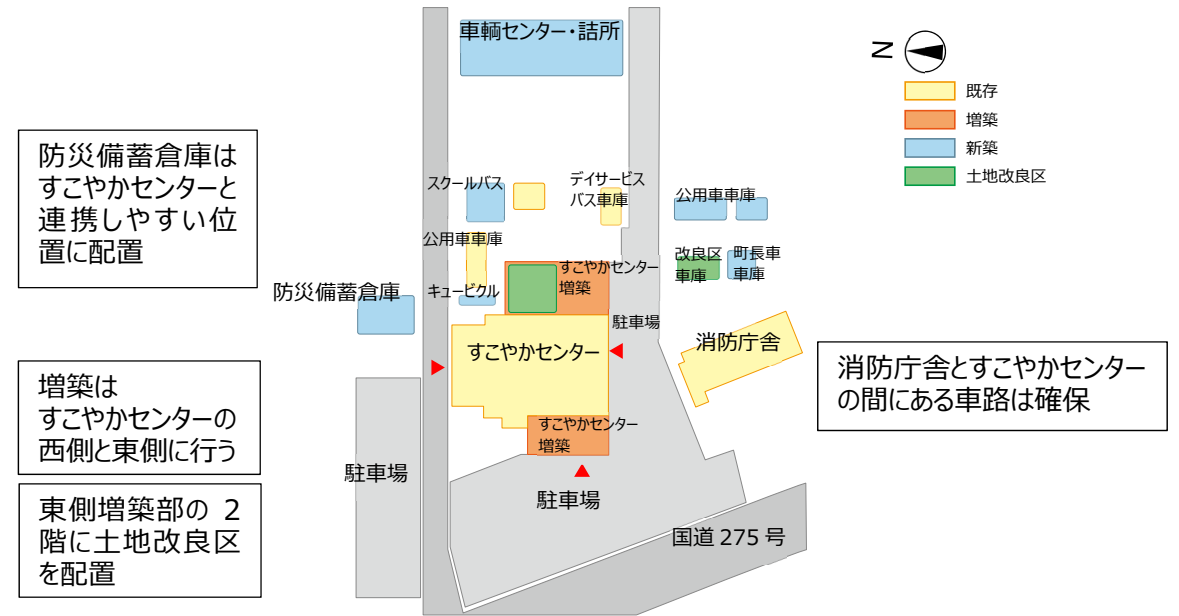 車輌センター・詰所
N
既存
増築
新築
土地改良区
防災備蓄倉庫は
すこやかセンターと
連携しやすい位
置に配置
スクールバス
デイサービス
バス車庫
公用車車庫
公用車車庫
改良区
車庫
町長車
車庫
すこやかセンター
増築
キュービクル
防災備蓄倉庫
駐車場
すこやかセンター
消防庁舎
消防庁舎とすこやかセンター
の間にある車路は確保
増築は
すこやかセンターの
西側と東側に行う
すこやかセンター
増築
駐車場
駐車場
東側増築部の 2
階に土地改良区
を配置
国道 275 号